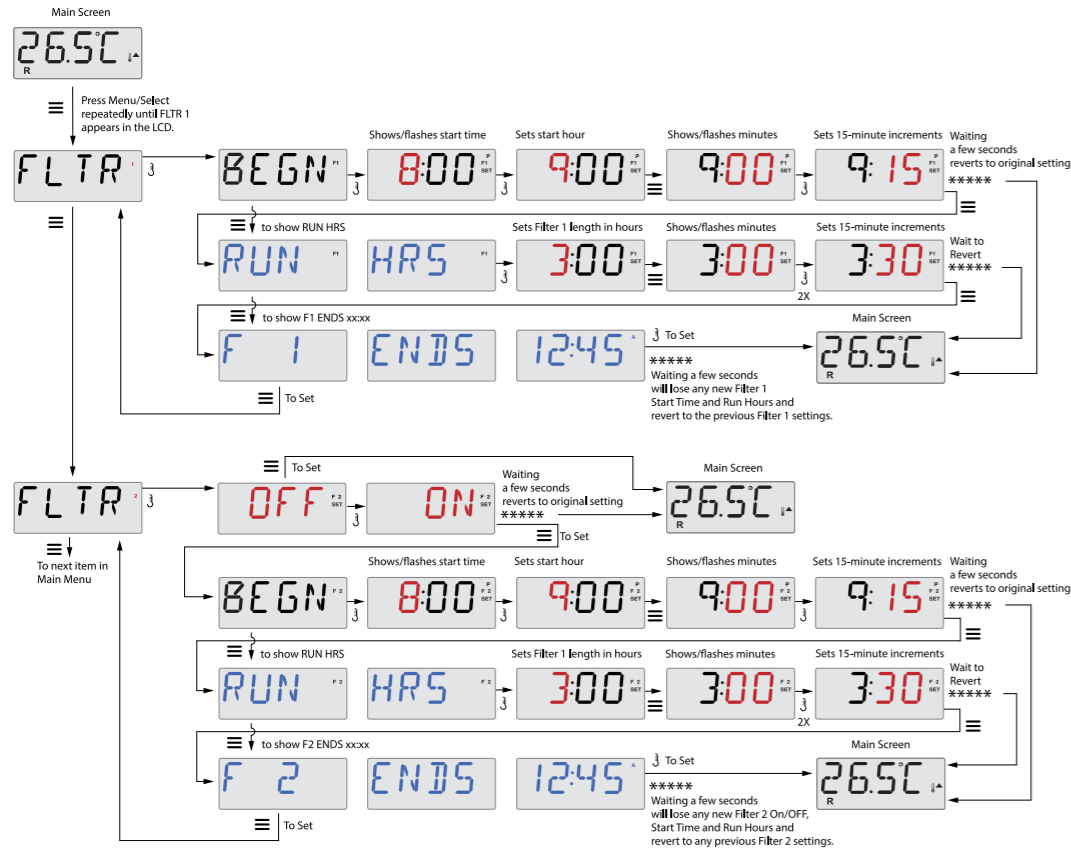 Main Screen
26.5°C
R
Press Menu/Select
repeatedly until FLTR 1
appears in the LCD.
Shows/flashes start time
Sets start hour
Shows/flashes minutes
Sets 15-minute increments
Waiting
a few seconds
reverts to original setting
*****
FLTR 1
BEGN F1
8:00 P F1 SET
9:00 P F1 SET
9:00 P F1 SET
9:15 P F1 SET
to show RUN HRS
Sets Filter 1 length in hours
Shows/flashes minutes
Sets 15-minute increments
Wait to
Revert
*****
RUN F1
HRS F1
3:00 F1 SET
3:00 F1 SET
3:30 F1 SET
2X
to show F1 ENDS xx:xx
Main Screen
F 1
ENDS
12:45 A
To Set
*****
Waiting a few seconds
will lose any new Filter 1
Start Time and Run Hours and
revert to the previous Filter 1 settings.
26.5°C
R
To Set
To Set
Main Screen
FLTR 2
OFF F 2 SET
ON F 2 SET
Waiting
a few seconds
reverts to original setting
*****
26.5°C
R
To Set
To next item in
Main Menu
Shows/flashes start time
Sets start hour
Shows/flashes minutes
Sets 15-minute increments
Waiting
a few seconds
reverts to original setting
*****
BEGN F 2
8:00 P F 2 SET
9:00 P F 2 SET
9:00 P F 2 SET
9:15 P F 2 SET
to show RUN HRS
Sets Filter 1 length in hours
Shows/flashes minutes
Sets 15-minute increments
Wait to
Revert
*****
RUN F 2
HRS F 2
3:00 F 2 SET
3:00 F 2 SET
3:30 F 2 SET
2X
to show F2 ENDS xx:xx
Main Screen
F 2
ENDS
12:45 A
To Set
*****
Waiting a few seconds
will lose any new Filter 2 On/OFF,
Start Time and Run Hours and
revert to any previous Filter 2 settings.
26.5°C
R
To Set